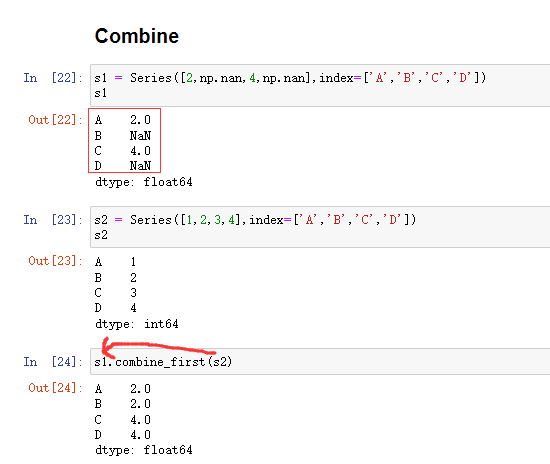 Combine
In [22]: s1 = Series([2,np.nan,4,np.nan],index=['A','B','C','D'])
s1
Out[22]: A 2.0
B NaN
C 4.0
D NaN
dtype: float64
In [23]: s2 = Series([1,2,3,4],index=['A','B','C','D'])
s2
Out[23]: A 1
B 2
C 3
D 4
dtype: int64
In [24]: s1.combine_first(s2)
Out[24]: A 2.0
B 2.0
C 4.0
D 4.0
dtype: float64